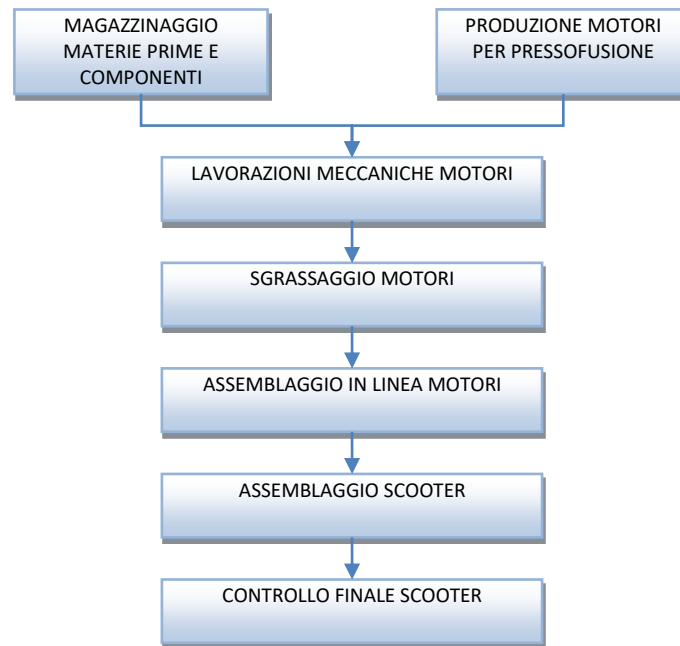 MAGAZZINAGGIO
MATERIE PRIME E
COMPONENTI
PRODUZIONE MOTORI
PER PRESSOFUSIONE
LAVORAZIONI MECCANICHE MOTORI
SGRASSAGGIO MOTORI
ASSEMBLAGGIO IN LINEA MOTORI
ASSEMBLAGGIO SCOOTER
CONTROLLO FINALE SCOOTER